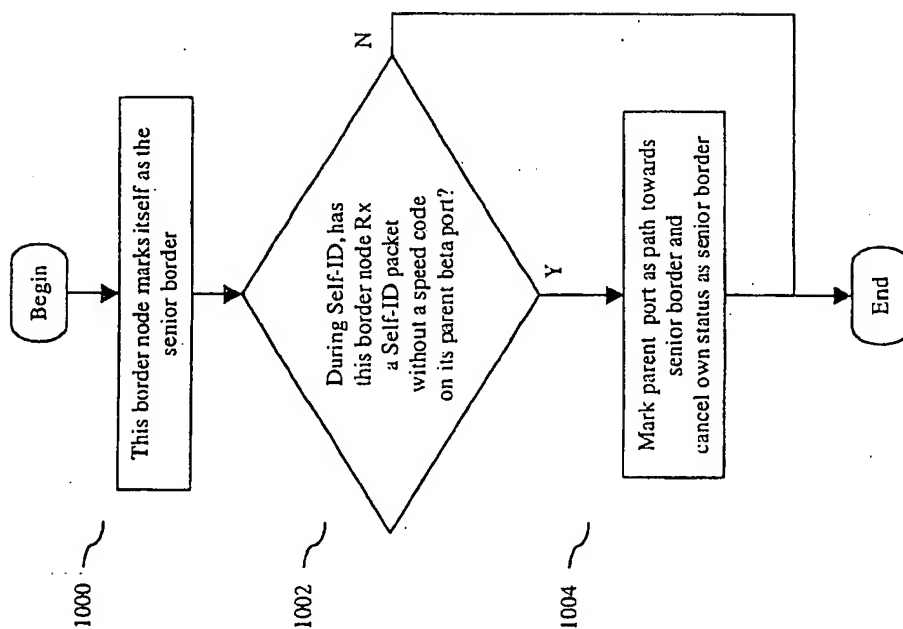 Begin
1000
This border node marks itself as the
senior border
1002
During Self-ID, has
this border node Rx
a Self-ID packet
without a speed code
on its parent beta port?
N
Y
1004
Mark parent port as path towards
senior border and
cancel own status as senior border
End